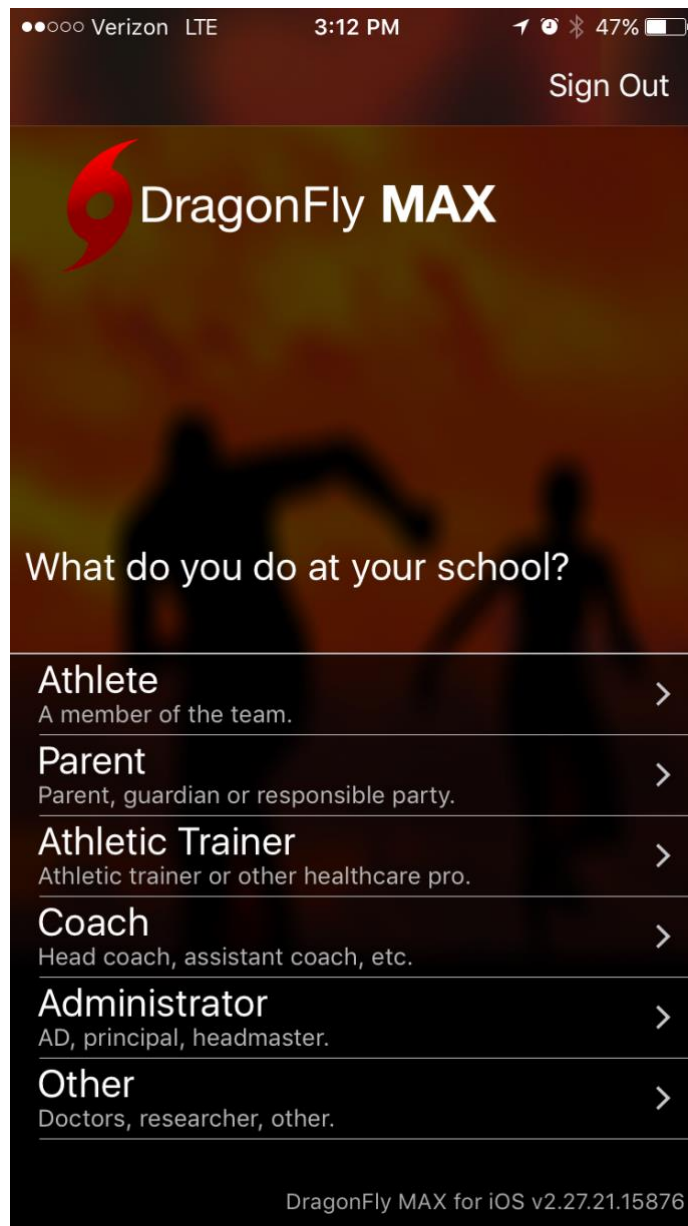 Verizon LTE 3:12 PM 47%
Sign Out
DragonFly MAX
What do you do at your school?
Athlete
A member of the team.
Parent
Parent, guardian or responsible party.
Athletic Trainer
Athletic trainer or other healthcare pro.
Coach
Head coach, assistant coach, etc.
Administrator
AD, principal, headmaster.
Other
Doctors, researcher, other.
DragonFly MAX for iOS v2.27.21.15876